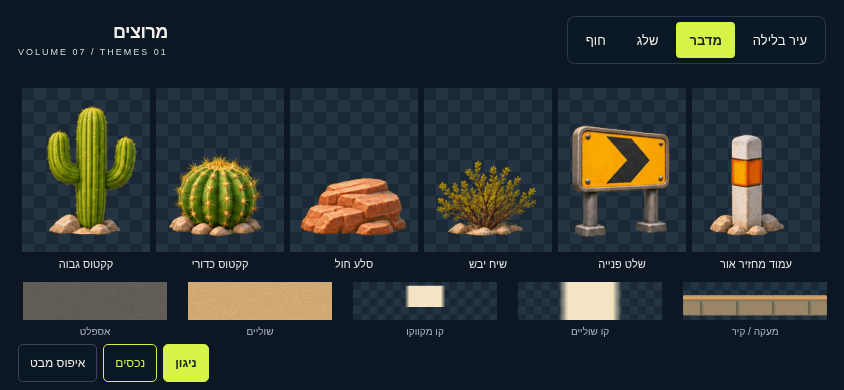 מרוצים
VOLUME 07 / THEMES 01
עיר בלילה
מדבר
שלג
חוף
עמוד מחזיר אור
שלט פנייה
שיח יבש
סלע חול
קקטוס כדורי
קקטוס גבוה
מעקה / קיר
קו שוליים
קו מקווקו
שוליים
אספלט
ניגון
נכסים
איפוס מבט